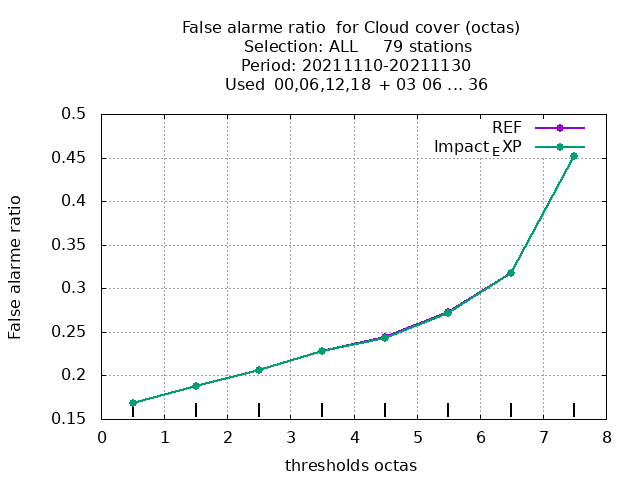 False alarme ratio  for Cloud cover (octas)
Selection: ALL     79 stations
Period: 20211110-20211130
Used  00,06,12,18  + 03 06 ... 36
0.5
REF
Impact_EXP
0.45
0.4
0.35
0.3
0.25
0.2
0.15
False alarme ratio
0 1 2 3 4 5 6 7 8
thresholds octas